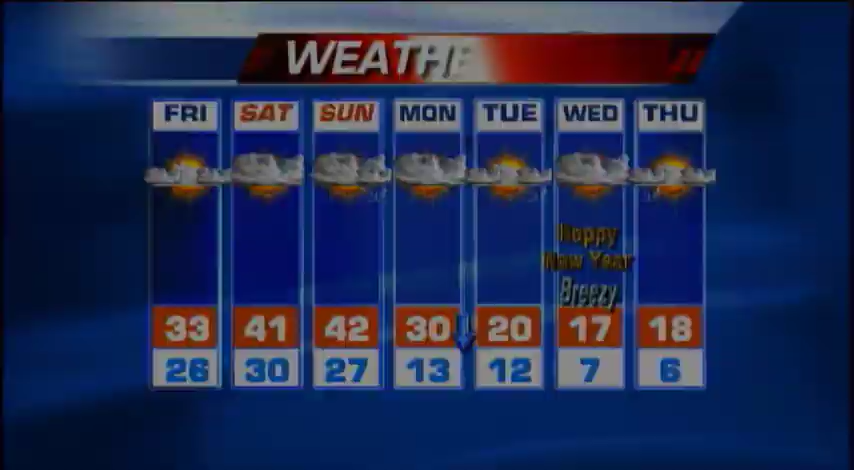 WEATHE
FRI SAT SUN MON TUE WED THU
Happy
New Year
Breezy
33 41 42 30 20 17 18
26 30 27 13 12 7 6